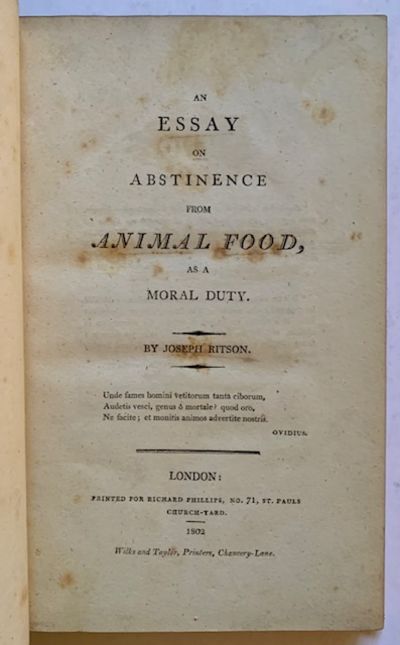 AN
ESSAY
ON
ABSTINENCE
FROM
ANIMAL FOOD,
AS A
MORAL DUTY.
BY JOSEPH RITSON.
Unde fames homini vetitorum tanta ciborum,
Audetis vesci, genus ô mortale? quod oro,
Ne facite; et monitis animos advertite nostris.
OVIDIUS.
LONDON:
PRINTED FOR RICHARD PHILLIPS, NO. 71, ST. PAULS
CHURCH-YARD.
1802
Wilks and Taylor, Printers, Chancery-Lane.